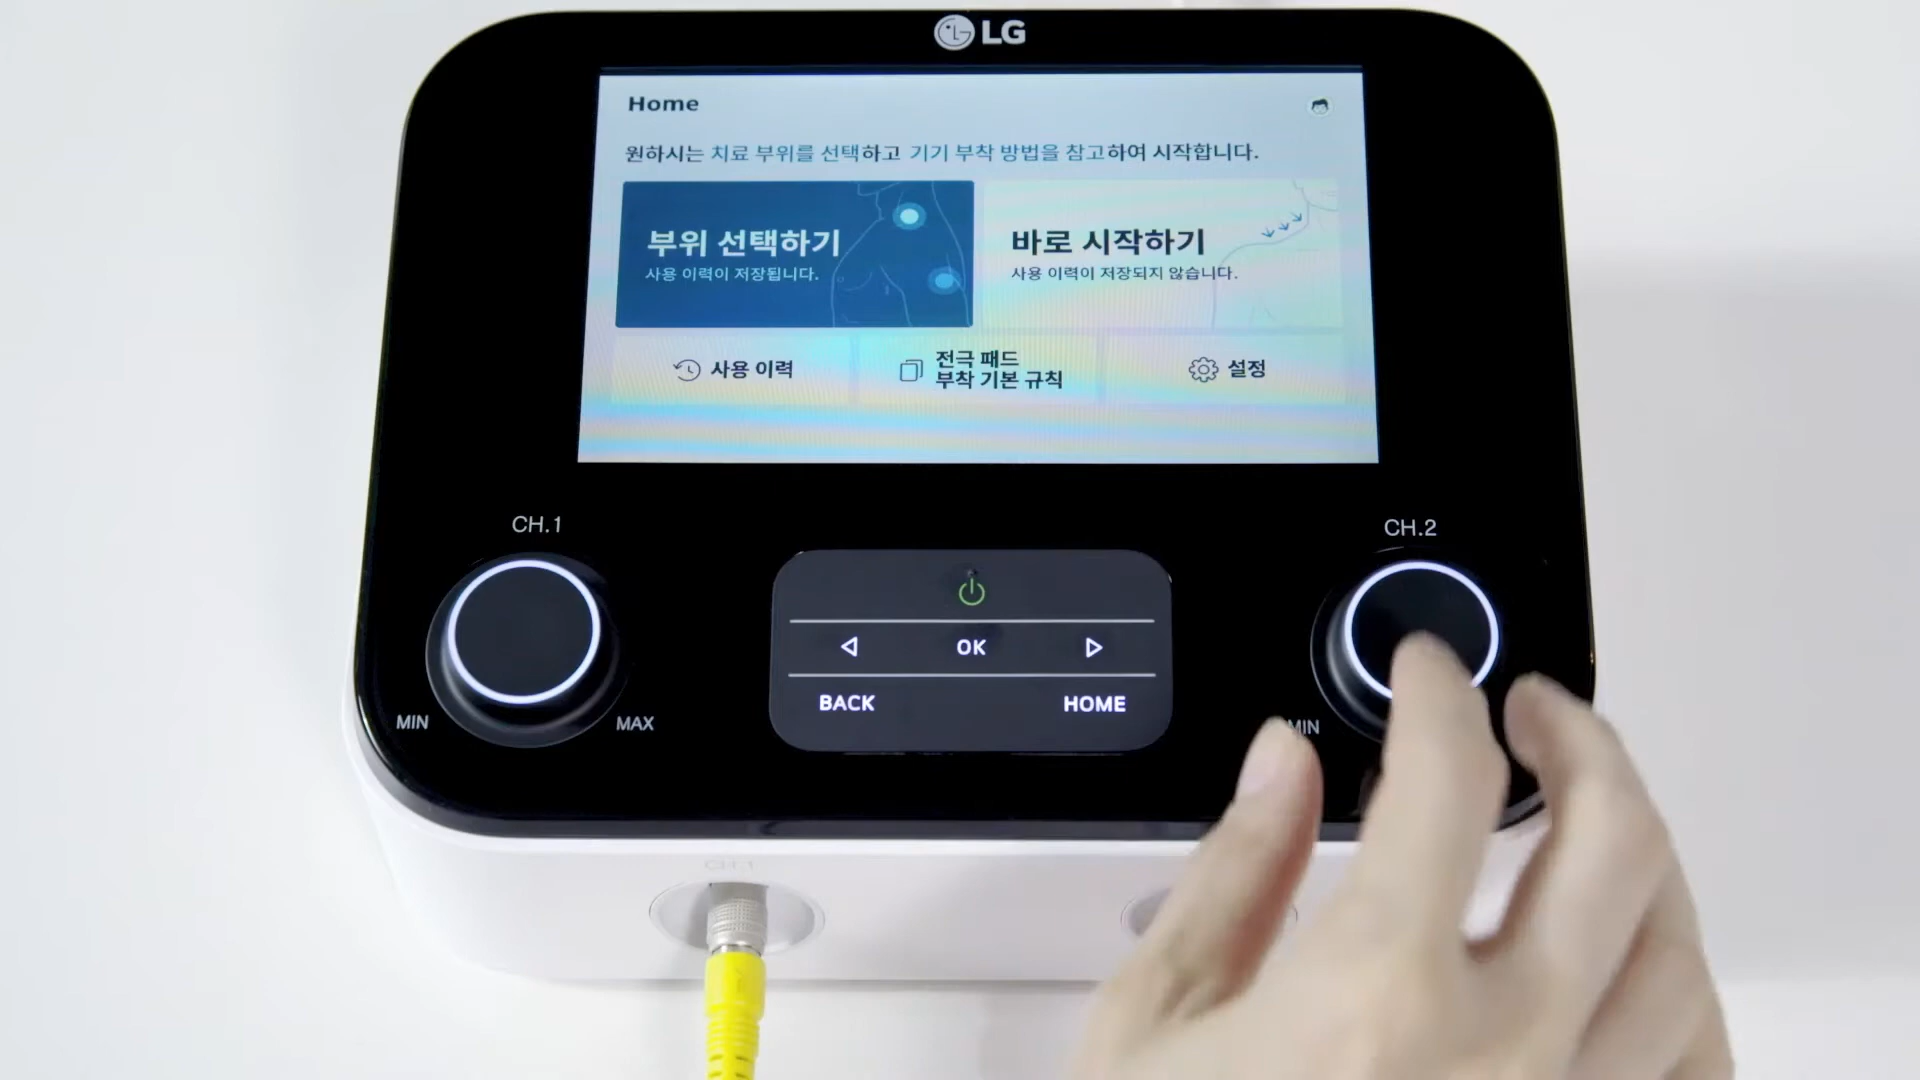 LG
Home
원하시는 치료 부위를 선택하고 기기 부착 방법을 참고하여 시작합니다.
부위 선택하기
사용 이력이 저장됩니다.
바로 시작하기
사용 이력이 저장되지 않습니다.
사용 이력
전극 패드
부착 기본 규칙
설정
CH.1
CH.2
OK
MIN
MAX
BACK
HOME
MIN
CH.1